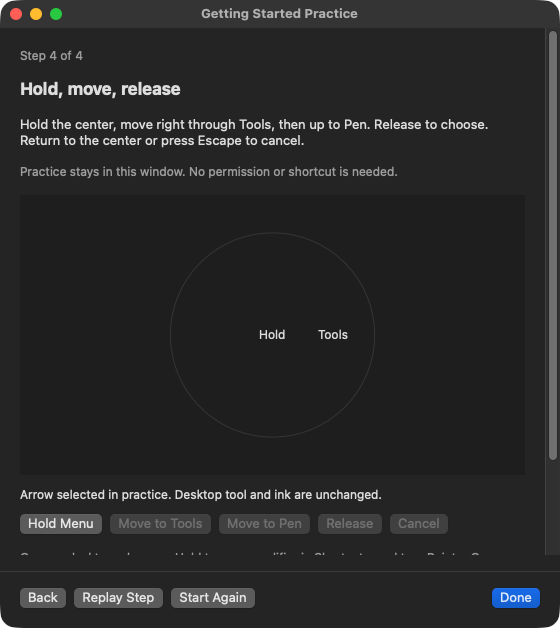 Getting Started Practice
Step 4 of 4
Hold, move, release
Hold the center, move right through Tools, then up to Pen. Release to choose.
Return to the center or press Escape to cancel.
Practice stays in this window. No permission or shortcut is needed.
Hold Tools
Arrow selected in practice. Desktop tool and ink are unchanged.
Hold Menu Move to Tools Move to Pen Release Cancel
Back Replay Step Start Again Done